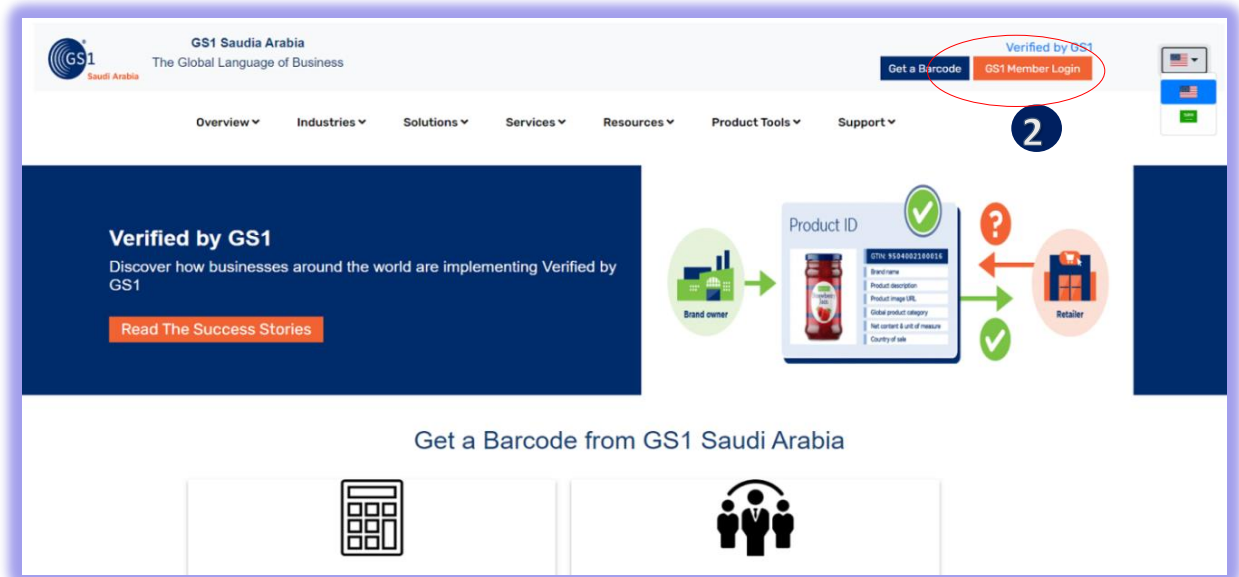 GS1
Saudi Arabia
GS1 Saudia Arabia
The Global Language of Business
Verified by GS1
Get a Barcode
GS1 Member Login
2
Overview
Industries
Solutions
Services
Resources
Product Tools
Support
Verified by GS1
Discover how businesses around the world are implementing Verified by
GS1
Read The Success Stories
Product ID
GTIN: 9504002100016
Brand name
Product description
Product image URL
Global product category
Net content & unit of measure
Country of sale
Brand owner
?
Retailer
Get a Barcode from GS1 Saudi Arabia